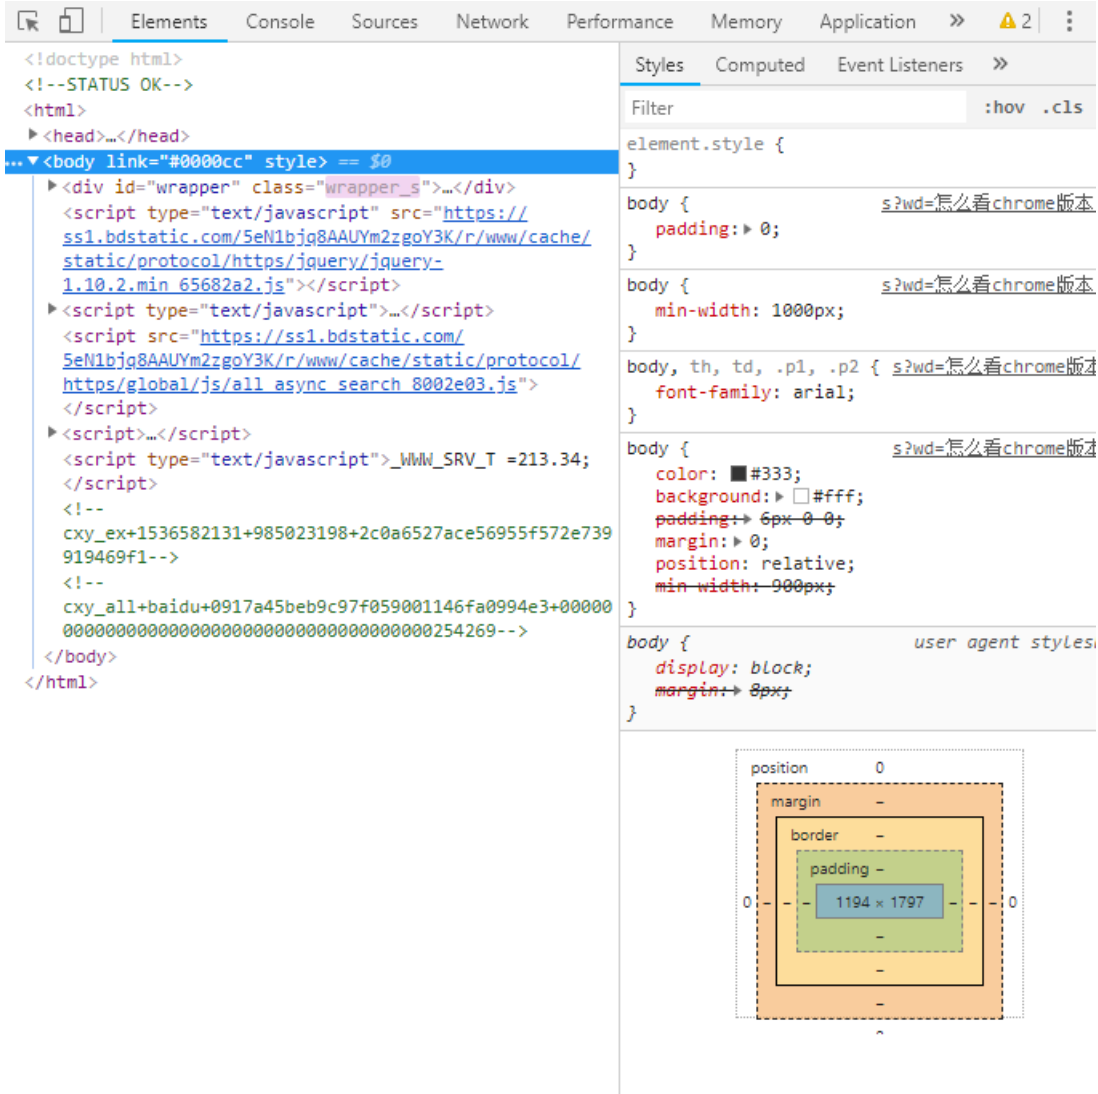 Elements Console Sources Network Performance Memory Application » 2
<!doctype html>
<!--STATUS OK-->
<html>
<head>…</head>
…<body link="#0000cc" style> == $0
<div id="wrapper" class="wrapper_s">…</div>
<script type="text/javascript" src="https://
ss1.bdstatic.com/5eN1bjq8AAUYm2zgoY3K/r/www/cache/
static/protocol/https/jquery/jquery-
1.10.2.min_65682a2.js"></script>
<script type="text/javascript">…</script>
<script src="https://ss1.bdstatic.com/
5eN1bjq8AAUYm2zgoY3K/r/www/cache/static/protocol/
https/global/js/all_async_search_8002e03.js">
</script>
<script>…</script>
<script type="text/javascript">_WWW_SRV_T =213.34;
</script>
<!--
cxy_ex+1536582131+985023198+2c0a6527ace56955f572e739
919469f1-->
<!--
cxy_all+baidu+0917a45beb9c97f059001146fa0994e3+00000
000000000000000000000000000000000254269-->
</body>
</html>
Styles Computed Event Listeners »
Filter :hov .cls
element.style {
}
body { s?wd=怎么看chrome版本
padding: 0;
}
body { s?wd=怎么看chrome版本
min-width: 1000px;
}
body, th, td, .p1, .p2 { s?wd=怎么看chrome版本
font-family: arial;
}
body { s?wd=怎么看chrome版本
color: #333;
background: #fff;
padding: 6px 0 0;
margin: 0;
position: relative;
min-width: 900px;
}
body { user agent styles
display: block;
margin: 8px;
}
position 0
margin –
border –
padding –
0 – – – 1194 × 1797 – – – 0
–
–
–